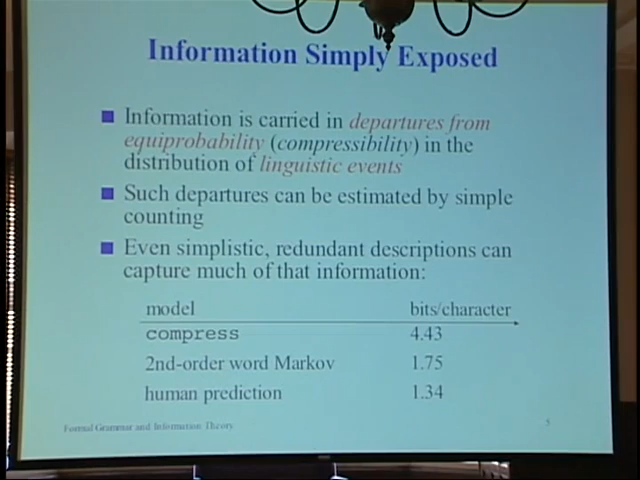 Information Simply Exposed
Information is carried in departures from
equiprobability (compressibility) in the
distribution of linguistic events
Such departures can be estimated by simple
counting
Even simplistic, redundant descriptions can
capture much of that information:
model bits/character
compress 4.43
2nd-order word Markov 1.75
human prediction 1.34
Formal Grammar and Information Theory 5